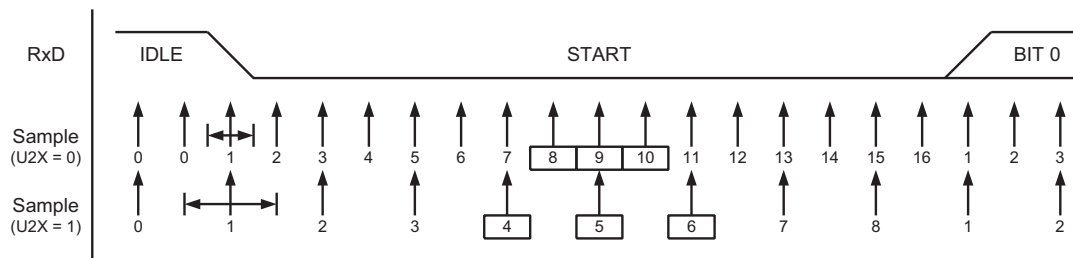 RxD IDLE START BIT 0
Sample
(U2X = 0)
0 0 1 2 3 4 5 6 7 8 9 10 11 12 13 14 15 16 1 2 3
Sample
(U2X = 1)
0 1 2 3 4 5 6 7 8 1 2